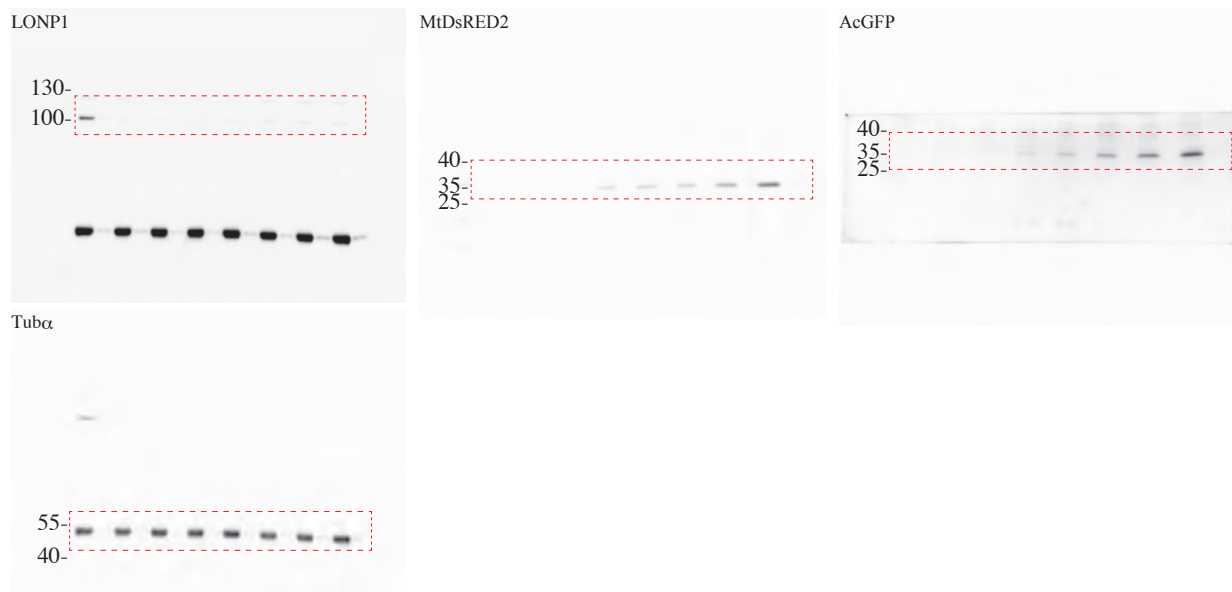 LONP1
130-
100-
MtDsRED2
40-
35-
25-
AcGFP
40-
35-
25-
Tubα
55-
40-